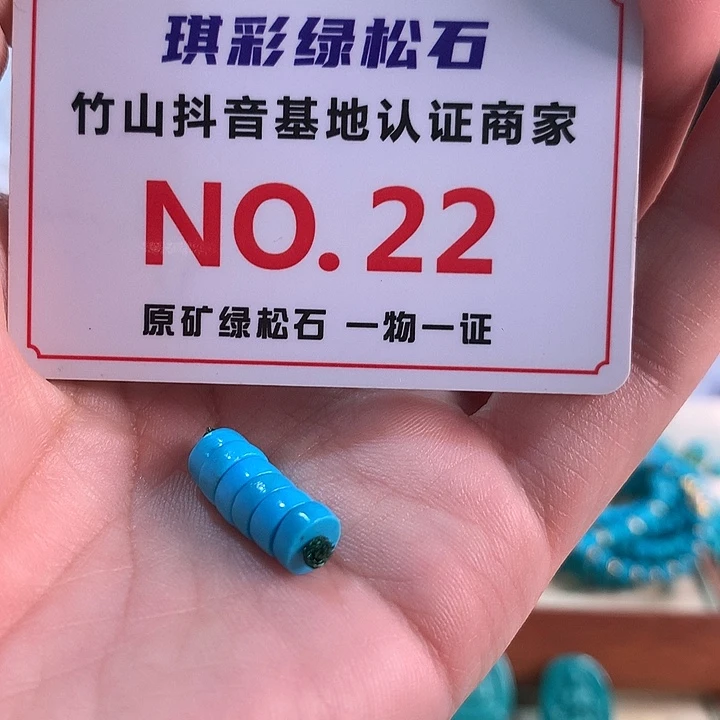 琪彩绿松石
竹山抖音基地认证商家
NO. 22
原矿绿松石 一物一证